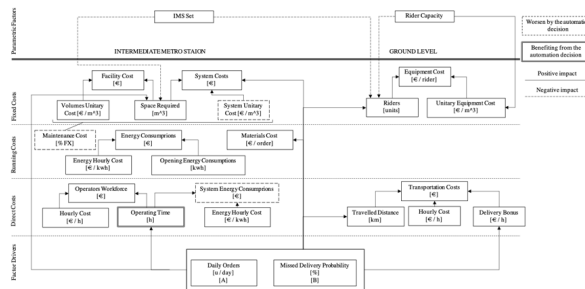 Parametric Factors
IMS Set
Rider Capacity
Worsen by the automation
decision
Benefiting from the
automation decision
Positive impact
Negative impact
INTERMEDIATE METRO STAION
GROUND LEVEL
Fixed Costs
Facility Cost
[€]
System Costs
[€]
Equipment Cost
[€ / rider]
Volumes Unitary
Cost [€ / m^3]
Space Required
[m^3]
System Unitary
Cost [€ / m^3]
Riders
[units]
Unitary Equipment Cost
[€ / m^3]
Running Costs
Maintenance Cost
[% FX]
Energy Consumptions
[€]
Materials Cost
[€ / order]
Energy Hourly Cost
[€ / kwh]
Opening Energy Consumptions
[kwh]
Direct Costs
Operators Workforce
[€]
System Energy Consumptions
[€]
Transportation Costs
[€]
Hourly Cost
[€ / h]
Operating Time
[h]
Energy Hourly Cost
[€ / kwh]
Travelled Distance
[km]
Hourly Cost
[€ / h]
Delivery Bonus
[€ / h]
Factor Drivers
Daily Orders
[u / day]
[A]
Missed Delivery Probability
[%]
[B]